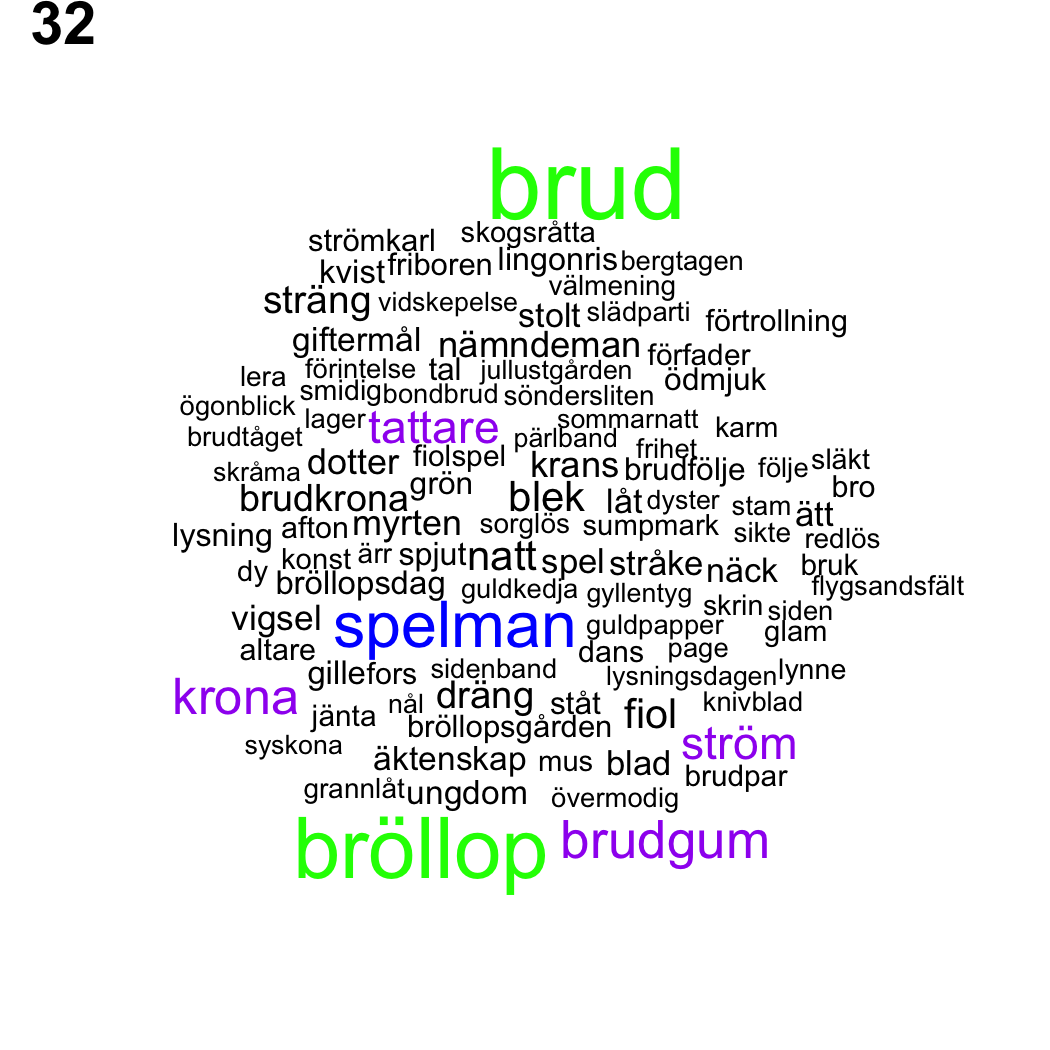 32
brud
strömkarl skogsråtta
kvist friboren lingonris bergtagen
sträng vidskepelse välmening
stolt slädparti förtrollning
giftermål nämndeman förfader
lera förintelse tal jullustgården ödmjuk
ögonblick smidig bondbrud söndersliten
brudtåget lager tattare pärlband sommarnatt karm
skråma dotter fiolspel krans frihet brudfölje följe släkt
brudkrona grön blek låt dyster stam ätt bro
lysning afton myrten sorglös sumpmark sikte redlös
dy konst ärr spjut natt spel stråke näck bruk
bröllopsdag guldkedja gyllentyg skrin siden flygsandsfält
vigsel spelman guldpapper glam
altare dans page
gillefors sidenband lysningsdagen lynne
krona jänta nål dräng ståt fiol knivblad
syskona bröllopsgården ström
äktenskap mus blad brudpar
grannlåt ungdom övermodig
bröllop brudgum